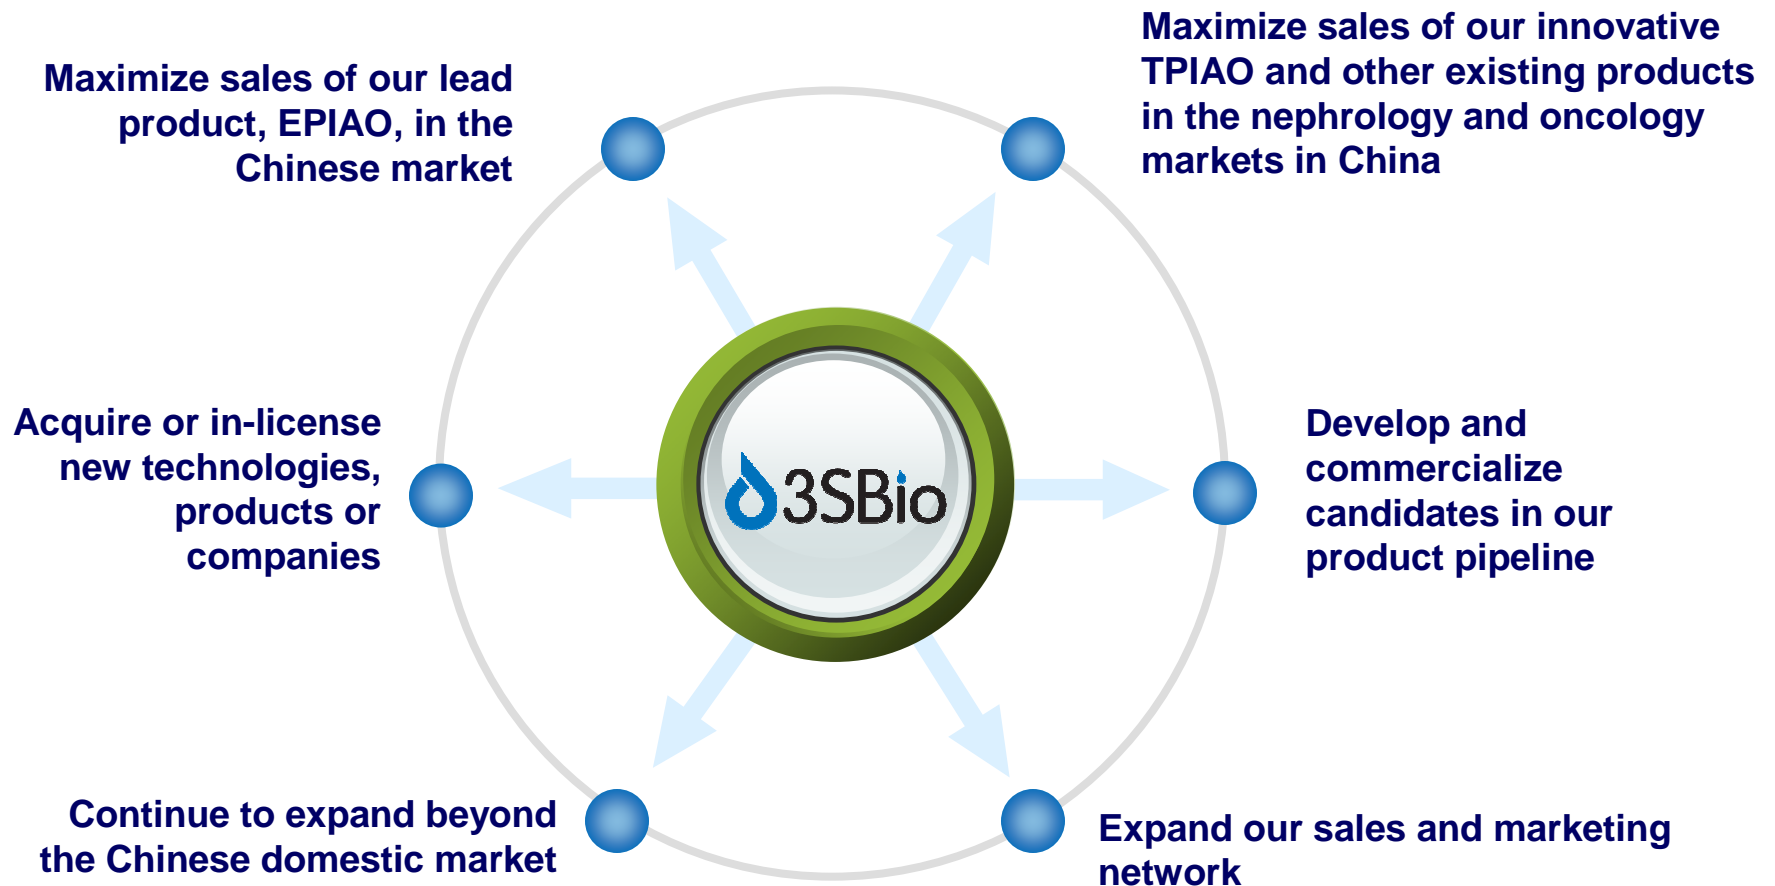 Maximize sales of our lead
product, EPIAO, in the
Chinese market
Maximize sales of our innovative
TPIAO and other existing products
in the nephrology and oncology
markets in China
Acquire or in-license
new technologies,
products or
companies
3SBio
Develop and
commercialize
candidates in our
product pipeline
Continue to expand beyond
the Chinese domestic market
Expand our sales and marketing
network